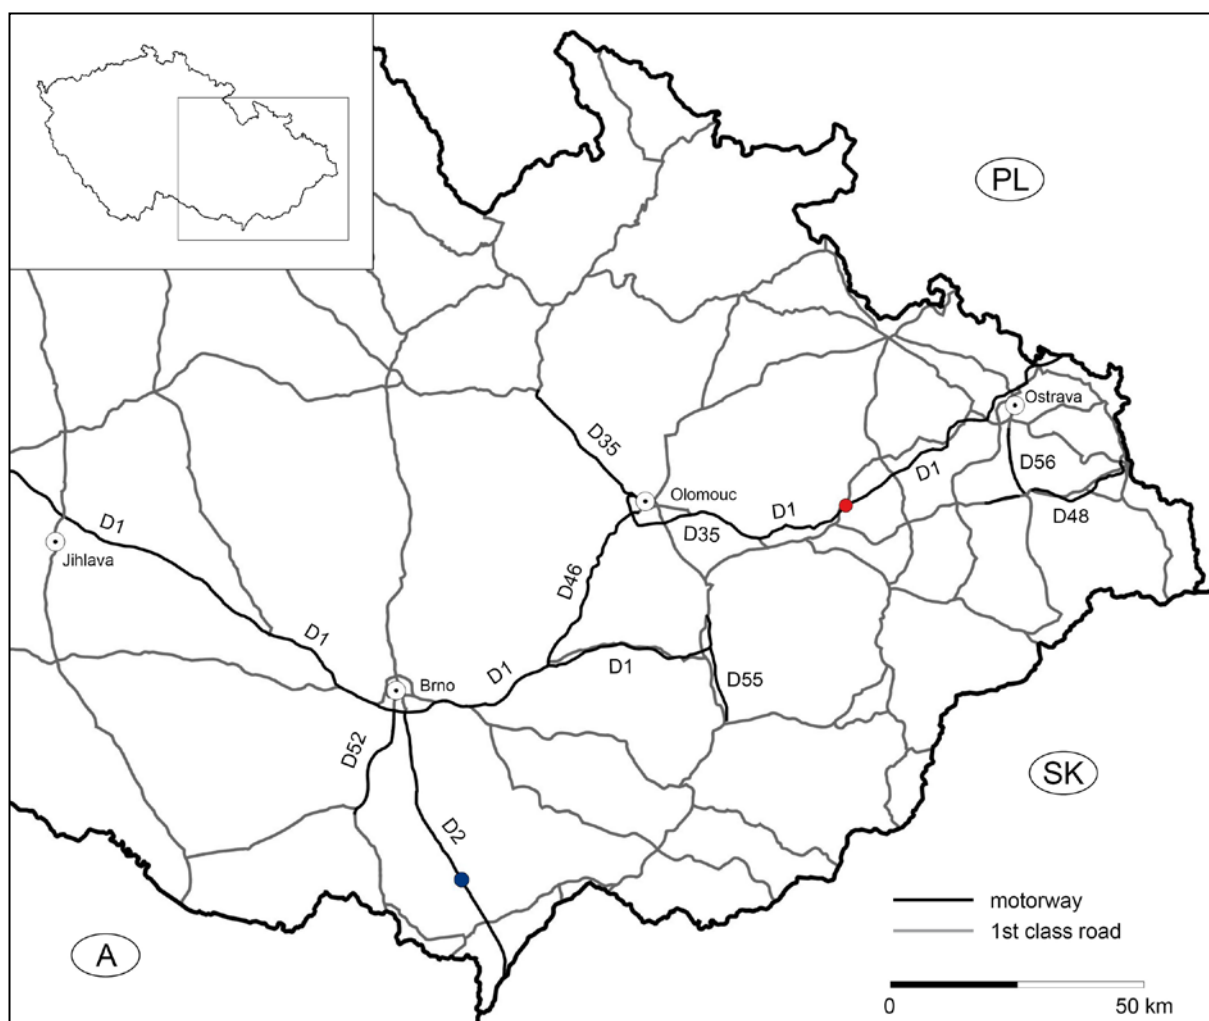 PL
Ostrava
D35
D1
D56
Olomouc
D1
D35
D48
D1
Jihlava
D46
D1
D1
D1
D55
Brno
D52
SK
D2
motorway
1st class road
A
0
50 km